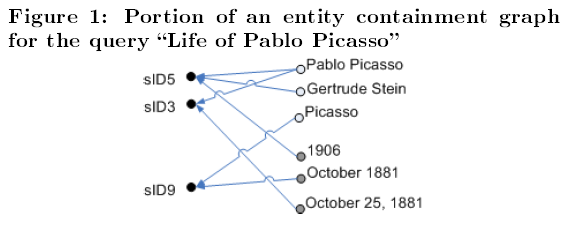 Figure 1: Portion of an entity containment graph
for the query “Life of Pablo Picasso”
Pablo Picasso
sID5
Gertrude Stein
sID3
Picasso
1906
October 1881
sID9
October 25, 1881